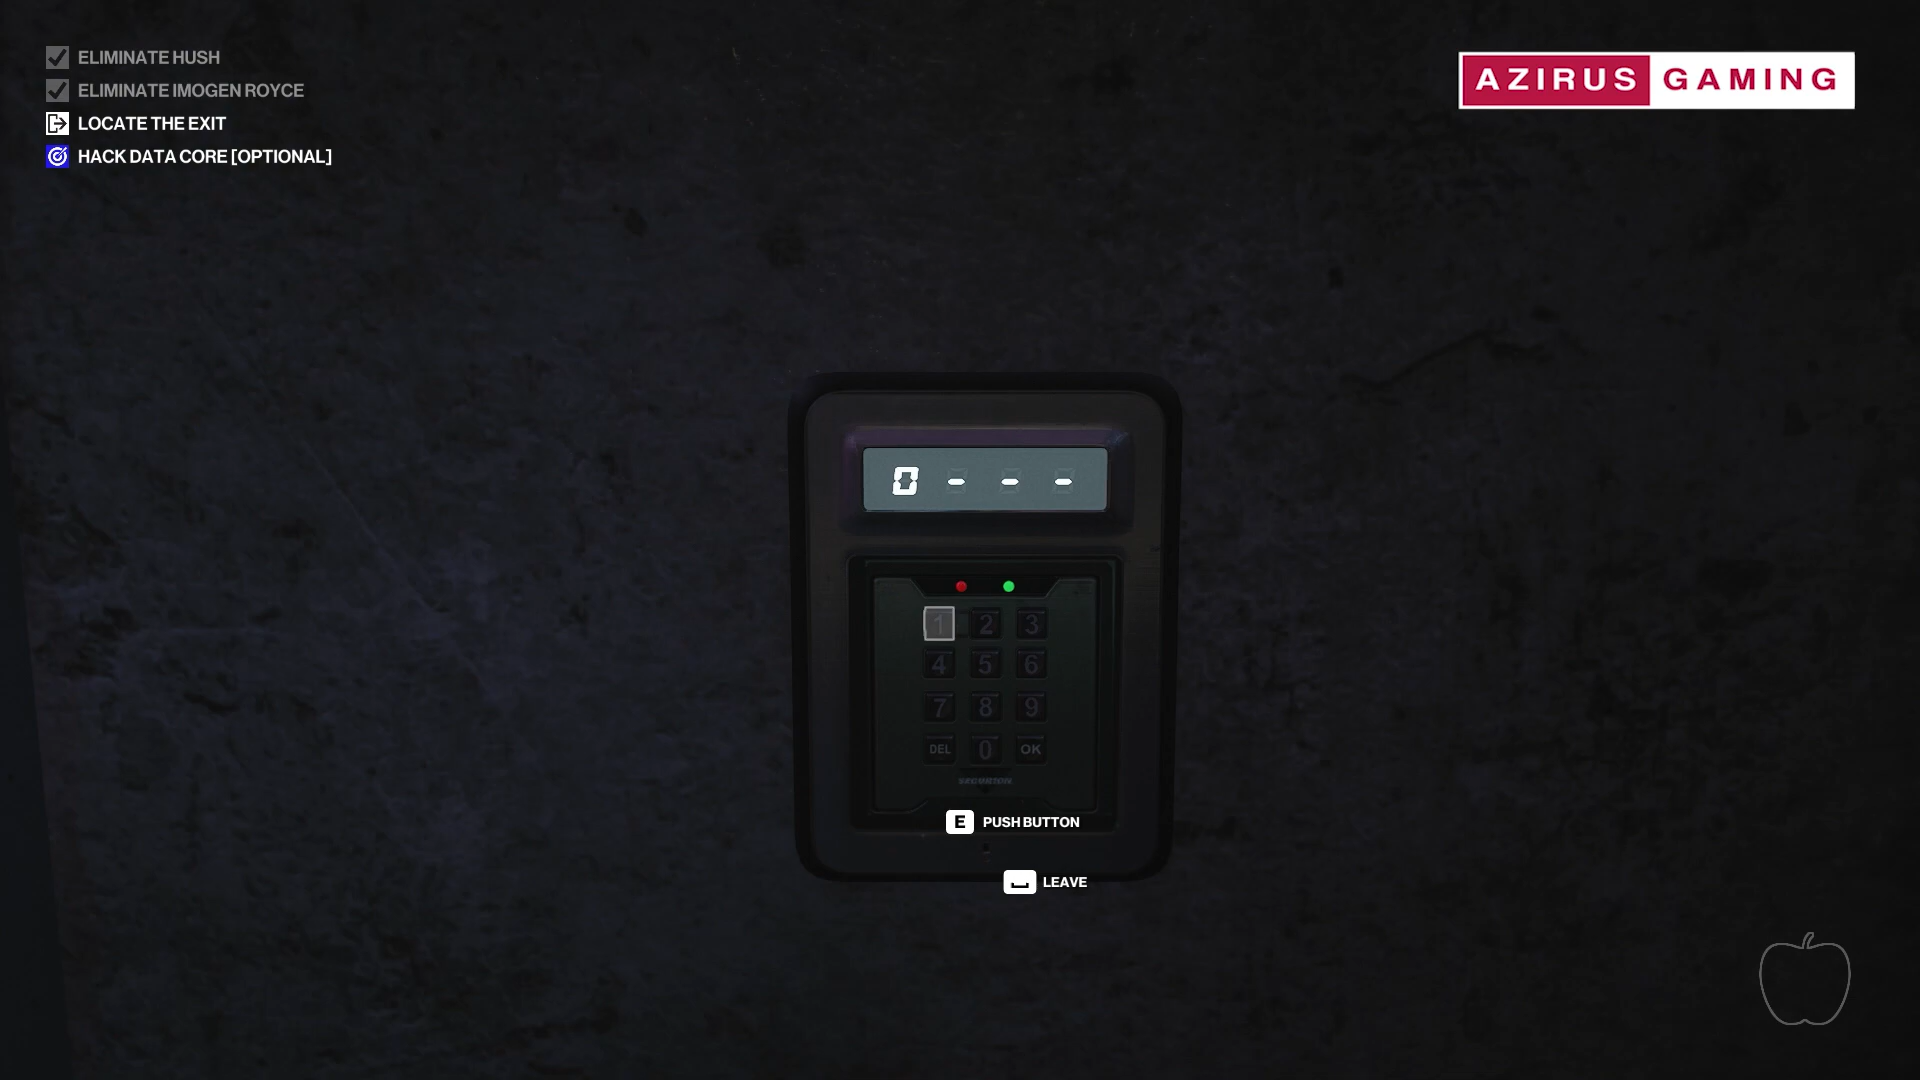 ELIMINATE HUSH
ELIMINATE IMOGEN ROYCE
LOCATE THE EXIT
HACK DATA CORE [OPTIONAL]
AZIRUS GAMING
0 - - -
1 2 3
4 5 6
7 8 9
DEL 0 OK
SECURION
E PUSH BUTTON
LEAVE